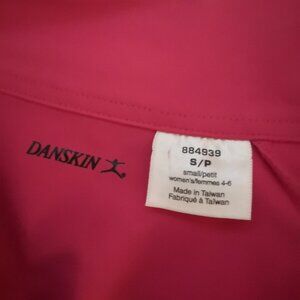 DANSKIN
884939
S/P
small/petit
women's/femmes 4-6
Made in Taiwan
Fabriqué à Taiwan